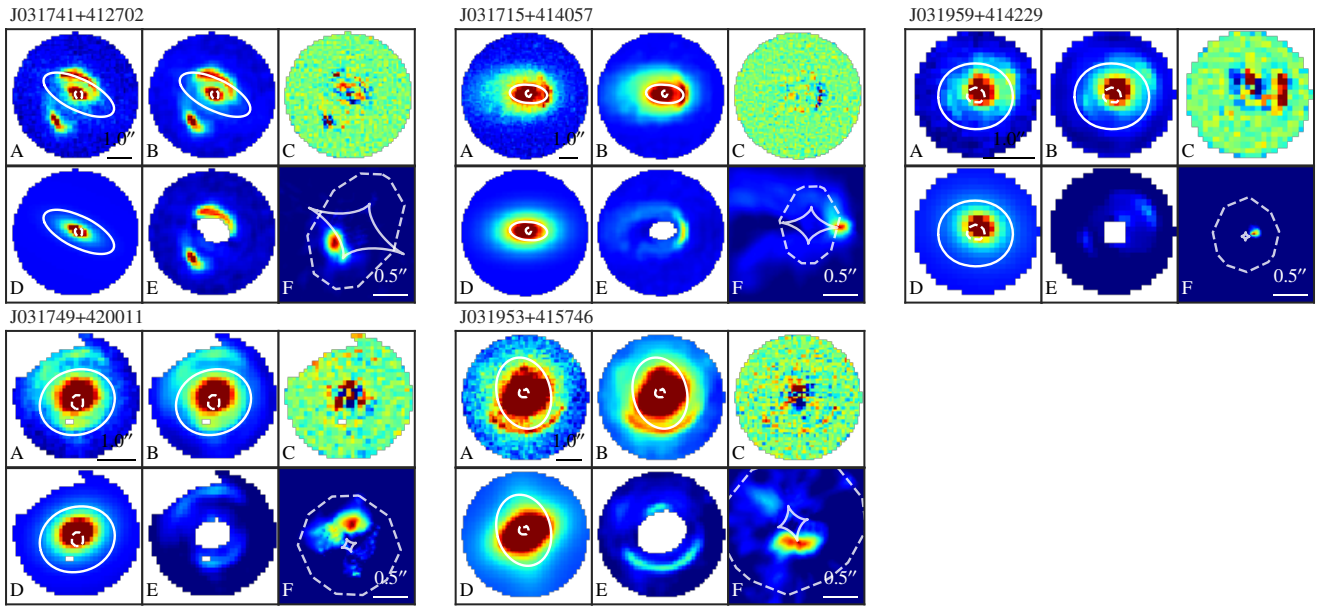 J031741+412702
J031715+414057
J031959+414229
A
1.0″
B
C
A
1.0″
B
C
A
1.0″
B
C
D
E
F
0.5″
D
E
F
0.5″
D
E
F
0.5″
J031749+420011
J031953+415746
A
1.0″
B
C
A
1.0″
B
C
D
E
F
0.5″
D
E
F
0.5″